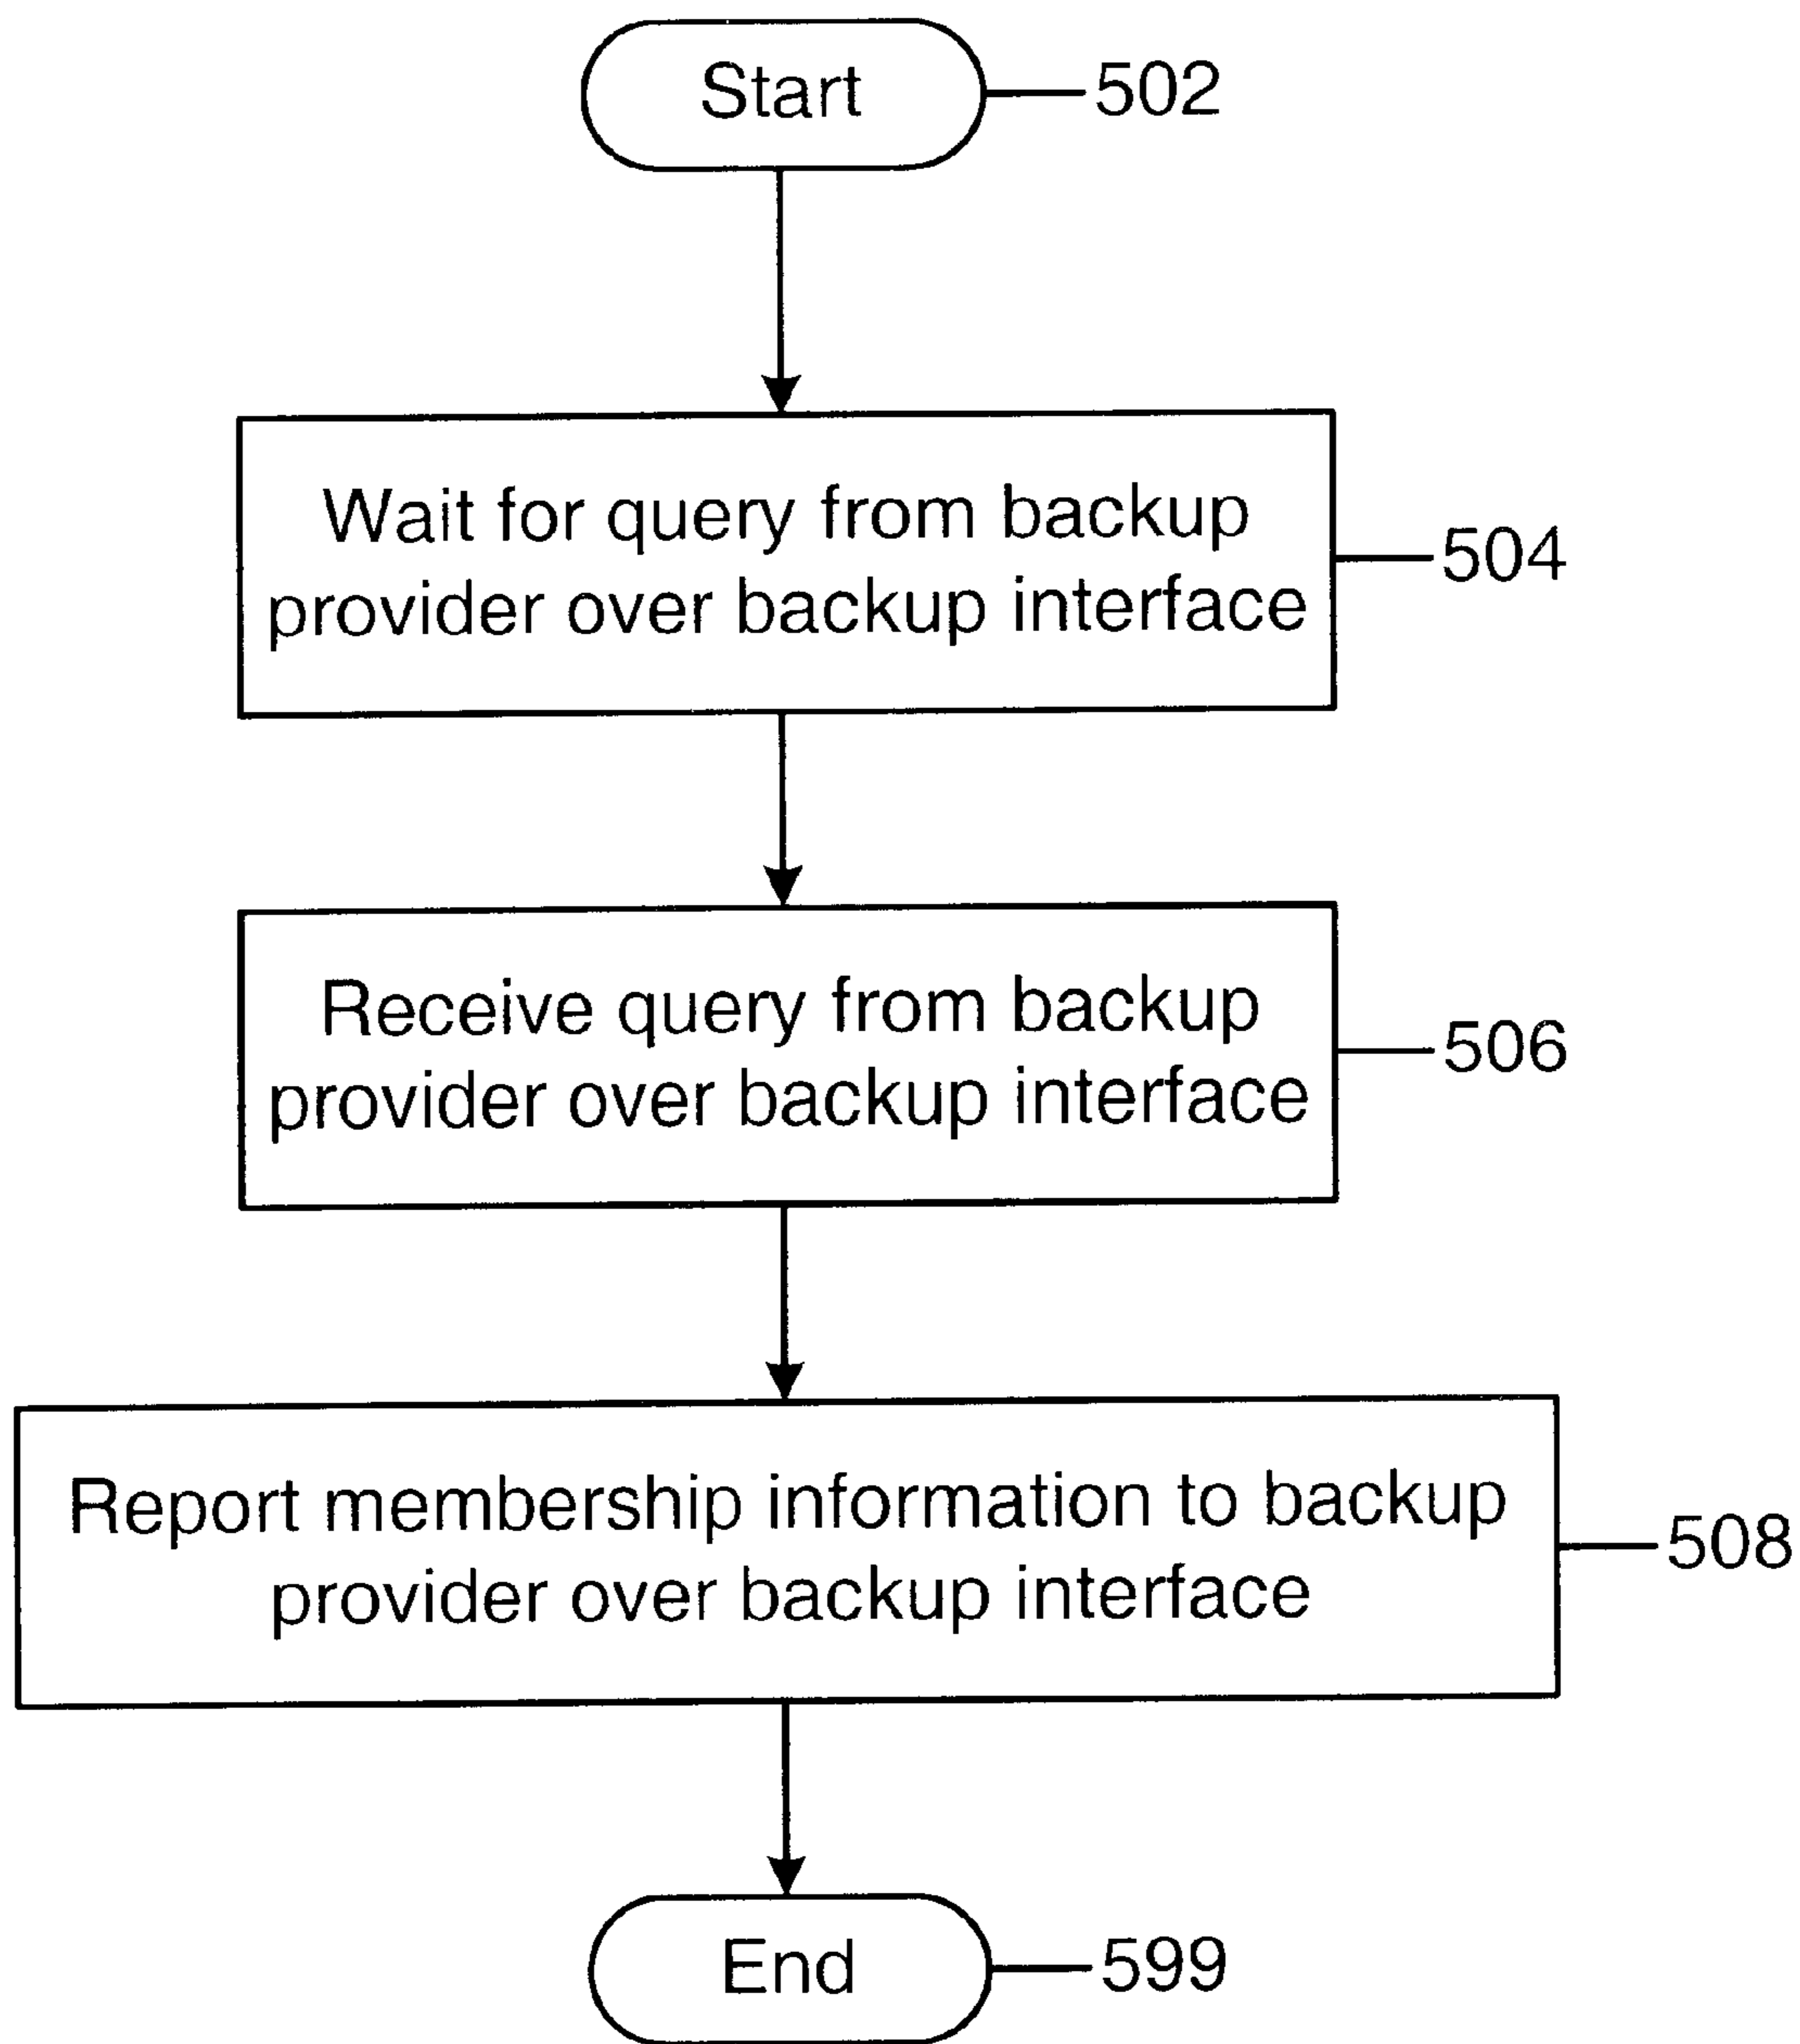 Start
502
Wait for query from backup
provider over backup interface
504
Receive query from backup
provider over backup interface
506
Report membership information to backup
provider over backup interface
508
End
599